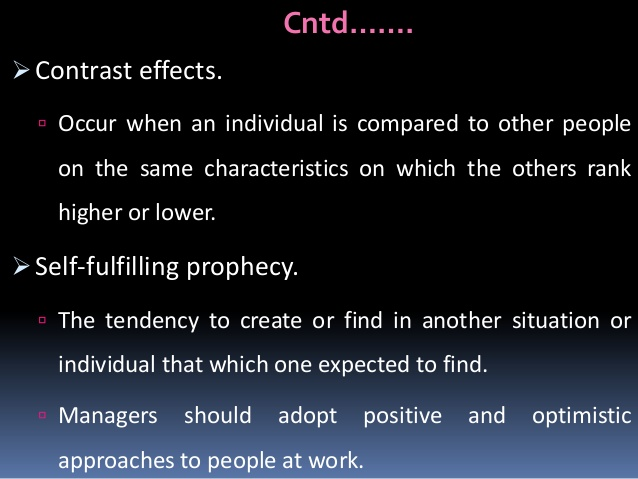 Cntd.......
Contrast effects.
Occur when an individual is compared to other people
on the same characteristics on which the others rank
higher or lower.
Self-fulfilling prophecy.
The tendency to create or find in another situation or
individual that which one expected to find.
Managers should adopt positive and optimistic
approaches to people at work.